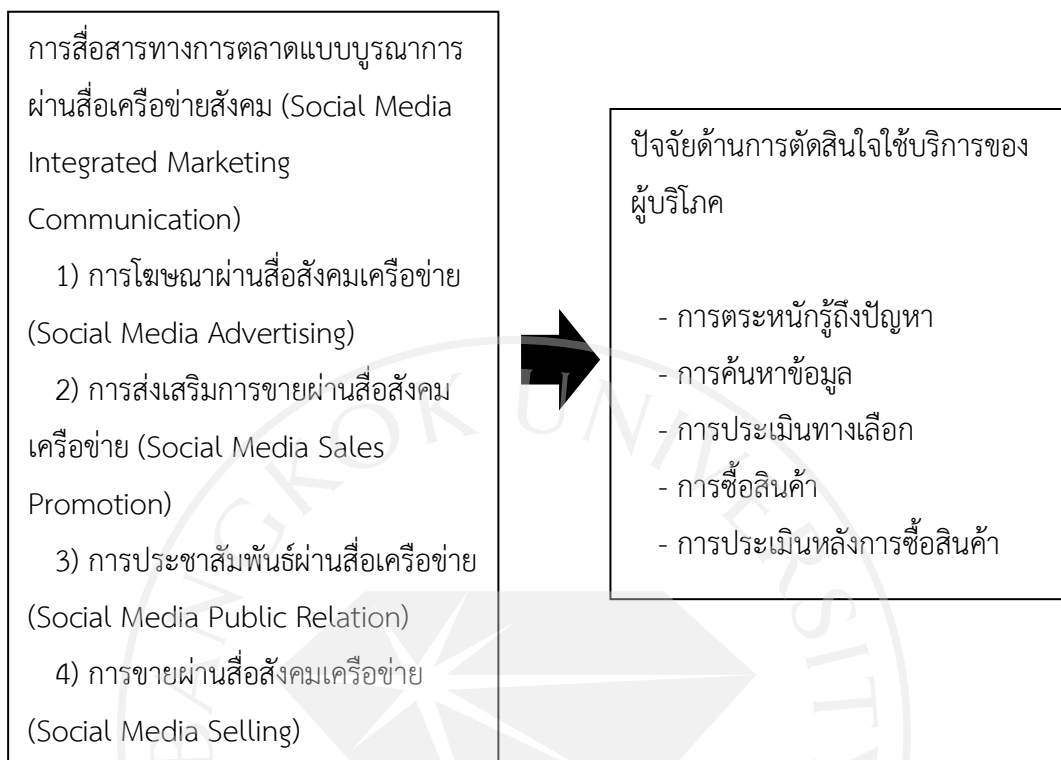 การสื่อสารทางการตลาดแบบบูรณาการ
ผ่านสื่อเครือข่ายสังคม (Social Media
Integrated Marketing
Communication)
1) การโฆษณาผ่านสื่อสังคมเครือข่าย
(Social Media Advertising)
2) การส่งเสริมการขายผ่านสื่อสังคม
เครือข่าย (Social Media Sales
Promotion)
3) การประชาสัมพันธ์ผ่านสื่อเครือข่าย
(Social Media Public Relation)
4) การขายผ่านสื่อสังคมเครือข่าย
(Social Media Selling)
ปัจจัยด้านการตัดสินใจใช้บริการของ
ผู้บริโภค
- การตระหนักรู้ถึงปัญหา
- การค้นหาข้อมูล
- การประเมินทางเลือก
- การซื้อสินค้า
- การประเมินหลังการซื้อสินค้า
BANGKOK UNIVERSITY